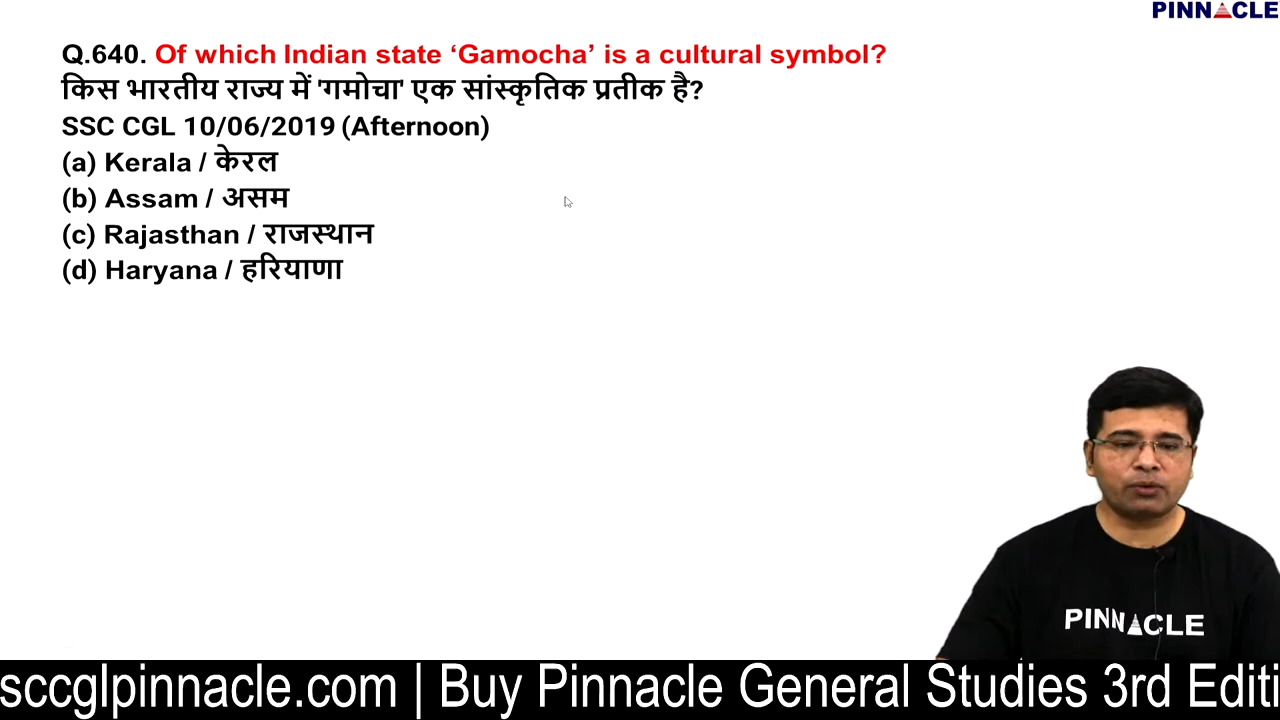 PINNACLE
Q.640. Of which Indian state ‘Gamocha’ is a cultural symbol?
किस भारतीय राज्य में 'गमोचा' एक सांस्कृतिक प्रतीक है?
SSC CGL 10/06/2019 (Afternoon)
(a) Kerala / केरल
(b) Assam / असम
(c) Rajasthan / राजस्थान
(d) Haryana / हरियाणा
PINNACLE
sccglpinnacle.com | Buy Pinnacle General Studies 3rd Editi